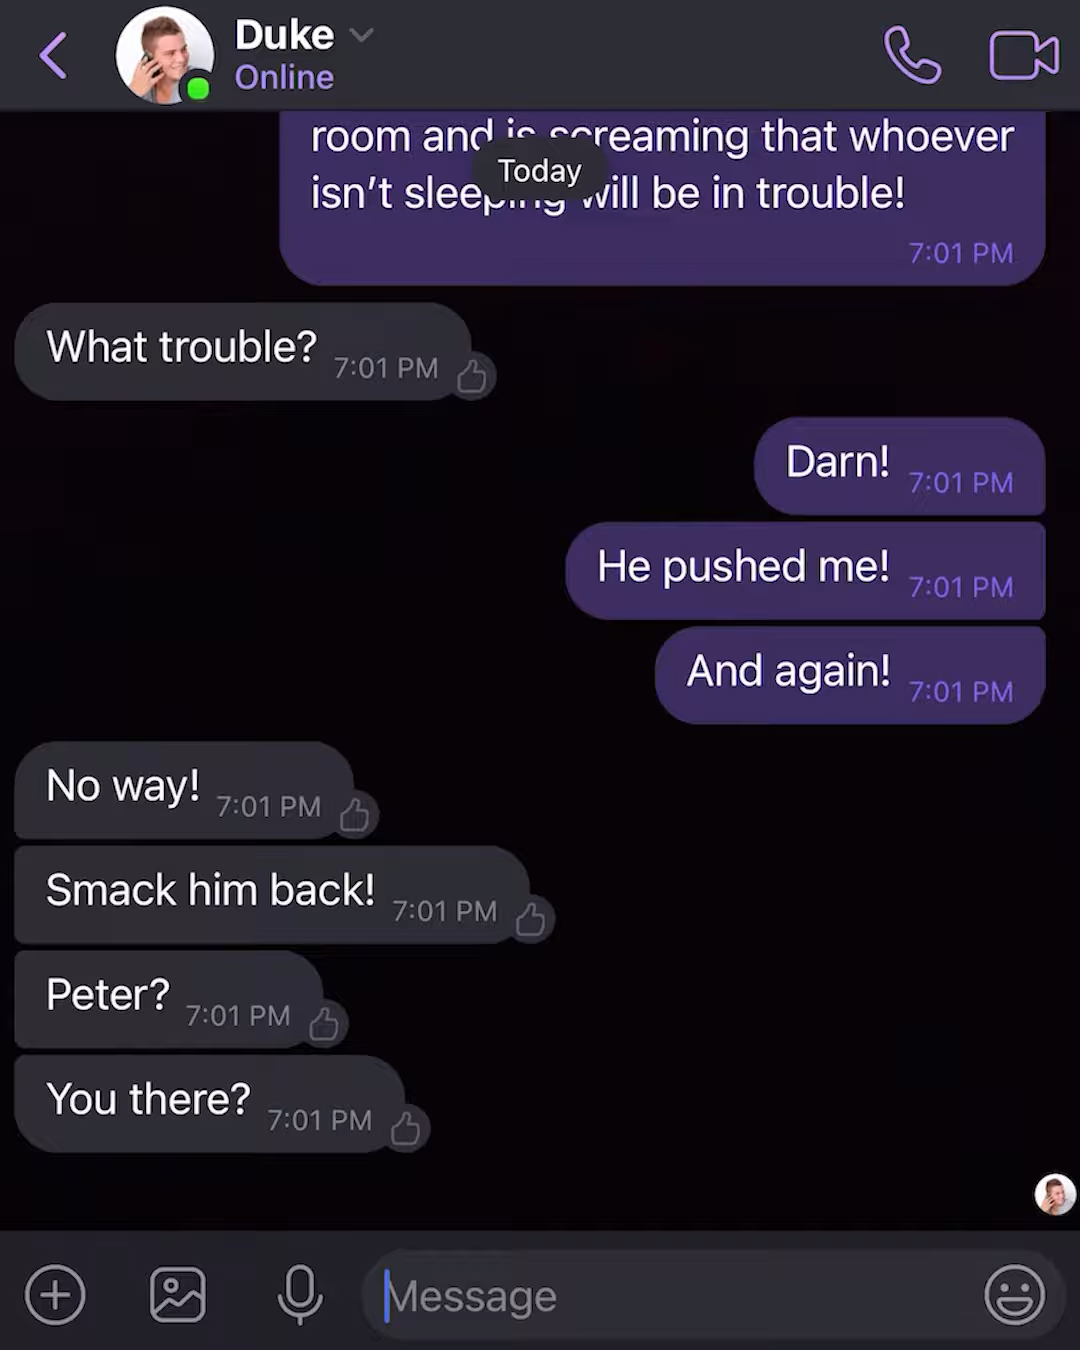 Duke
Online
room and is screaming that whoever
Today
isn't sleeping will be in trouble!
7:01 PM
What trouble? 7:01 PM
Darn! 7:01 PM
He pushed me! 7:01 PM
And again! 7:01 PM
No way! 7:01 PM
Smack him back! 7:01 PM
Peter? 7:01 PM
You there? 7:01 PM
Message